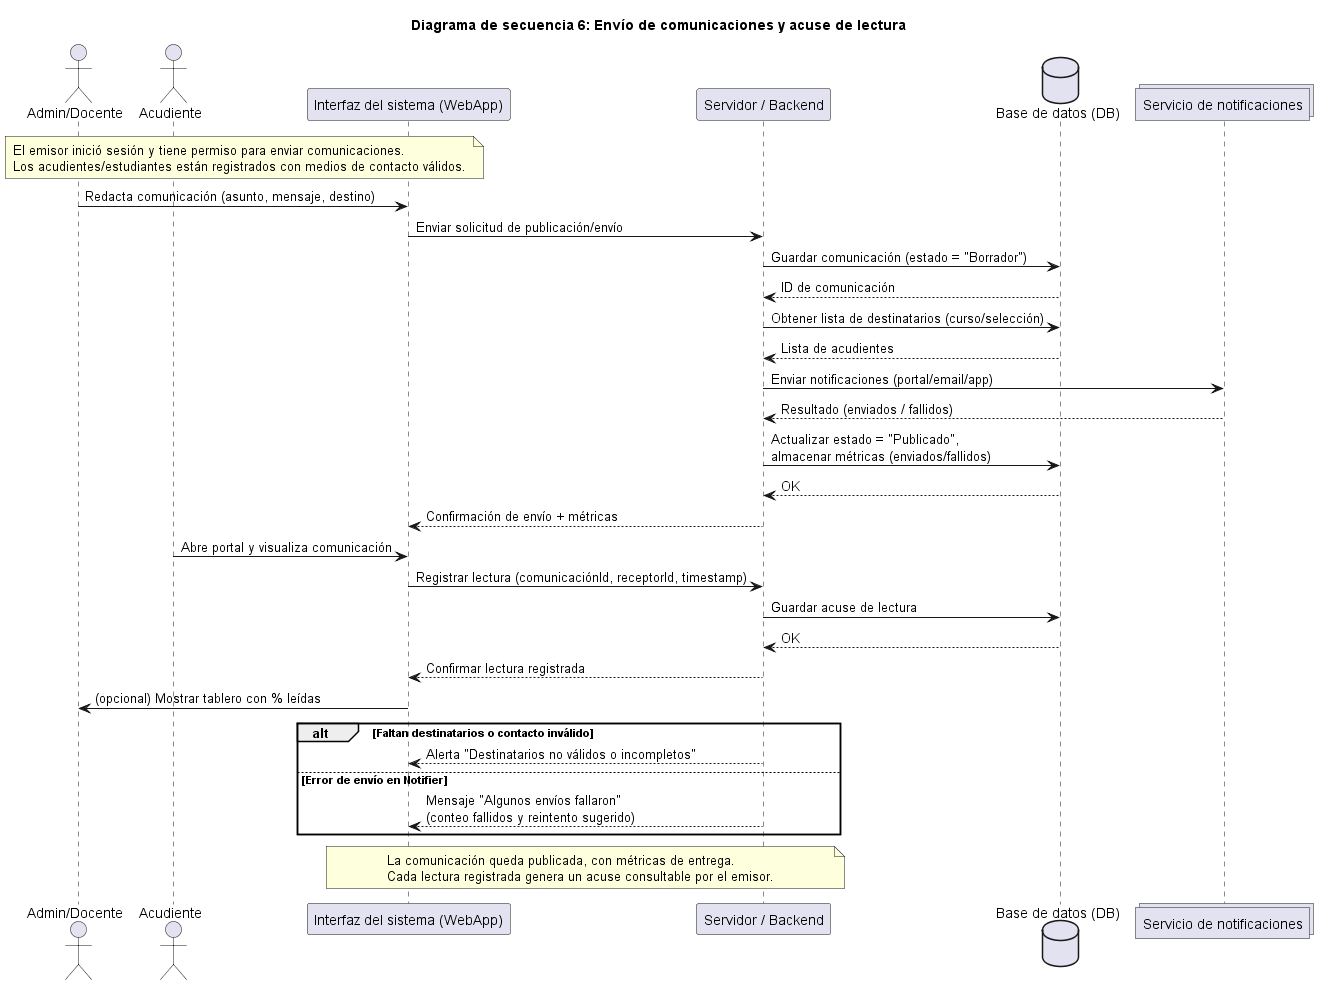 Diagrama de secuencia 6: Envío de comunicaciones y acuse de lectura
Admin/Docente
Acudiente
Interfaz del sistema (WebApp)
Servidor / Backend
Base de datos (DB)
Servicio de notificaciones
El emisor inició sesión y tiene permiso para enviar comunicaciones.
Los acudientes/estudiantes están registrados con medios de contacto válidos.
Redacta comunicación (asunto, mensaje, destino)
Enviar solicitud de publicación/envío
Guardar comunicación (estado = "Borrador")
ID de comunicación
Obtener lista de destinatarios (curso/selección)
Lista de acudientes
Enviar notificaciones (portal/email/app)
Resultado (enviados / fallidos)
Actualizar estado = "Publicado",
almacenar métricas (enviados/fallidos)
OK
Confirmación de envío + métricas
Abre portal y visualiza comunicación
Registrar lectura (comunicaciónId, receptorId, timestamp)
Guardar acuse de lectura
OK
Confirmar lectura registrada
(opcional) Mostrar tablero con % leídas
alt
[Faltan destinatarios o contacto inválido]
Alerta "Destinatarios no válidos o incompletos"
[Error de envío en Notifier]
Mensaje "Algunos envíos fallaron"
(conteo fallidos y reintento sugerido)
La comunicación queda publicada, con métricas de entrega.
Cada lectura registrada genera un acuse consultable por el emisor.
Admin/Docente
Acudiente
Interfaz del sistema (WebApp)
Servidor / Backend
Base de datos (DB)
Servicio de notificaciones